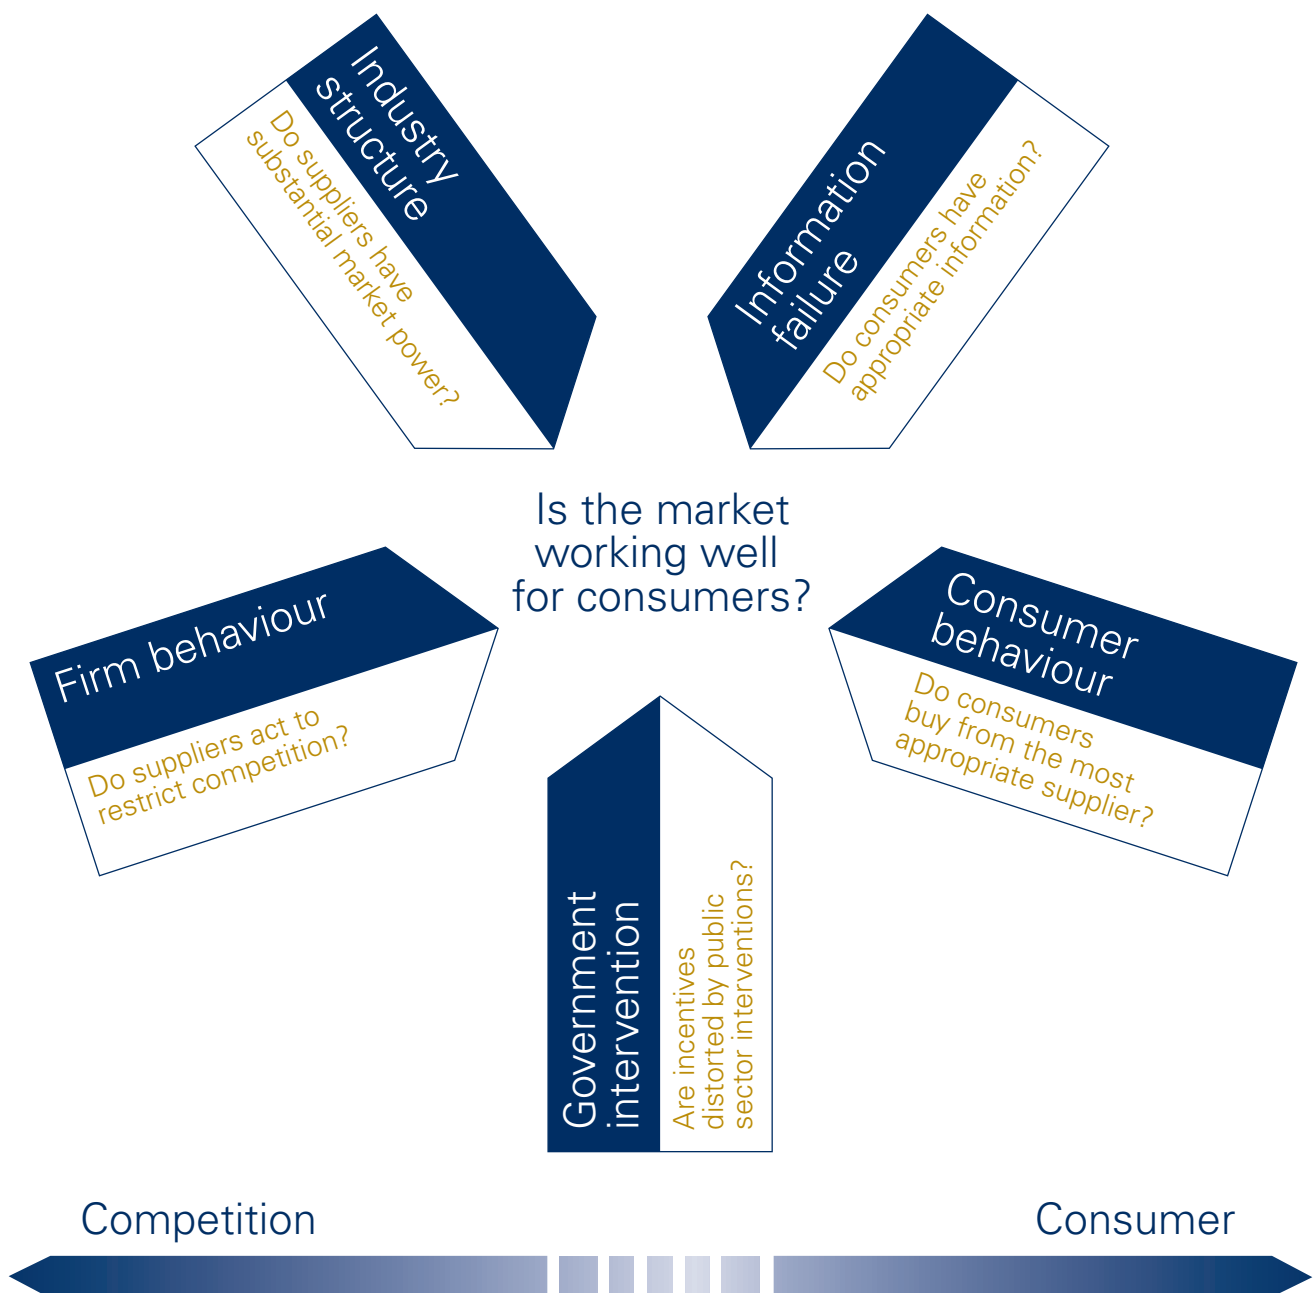 Industry
structure
Do suppliers have
substantial market power?
Information
failure
Do consumers have
appropriate information?
Is the market
working well
for consumers?
Firm behaviour
Do suppliers act to
restrict competition?
Consumer
behaviour
Do consumers
buy from the most
appropriate supplier?
Government
intervention
Are incentives
distorted by public
sector interventions?
Competition
Consumer